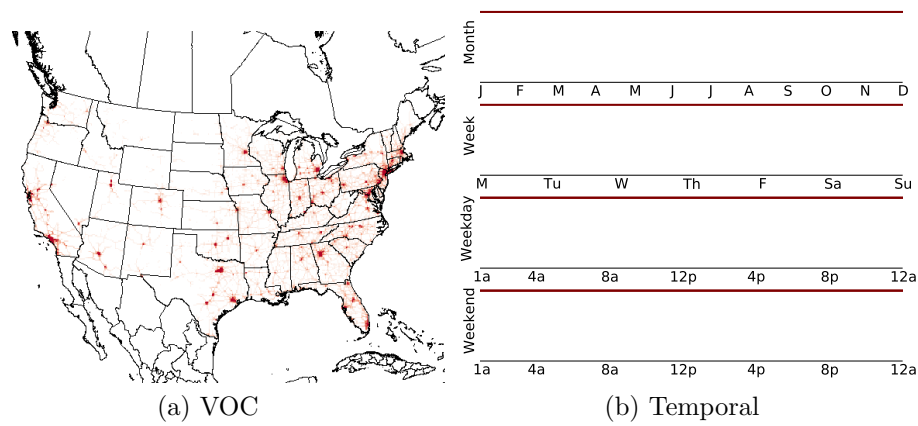 Month
J F M A M J J A S O N D
Week
M Tu W Th F Sa Su
Weekday
1a 4a 8a 12p 4p 8p 12a
Weekend
1a 4a 8a 12p 4p 8p 12a
(a) VOC
(b) Temporal